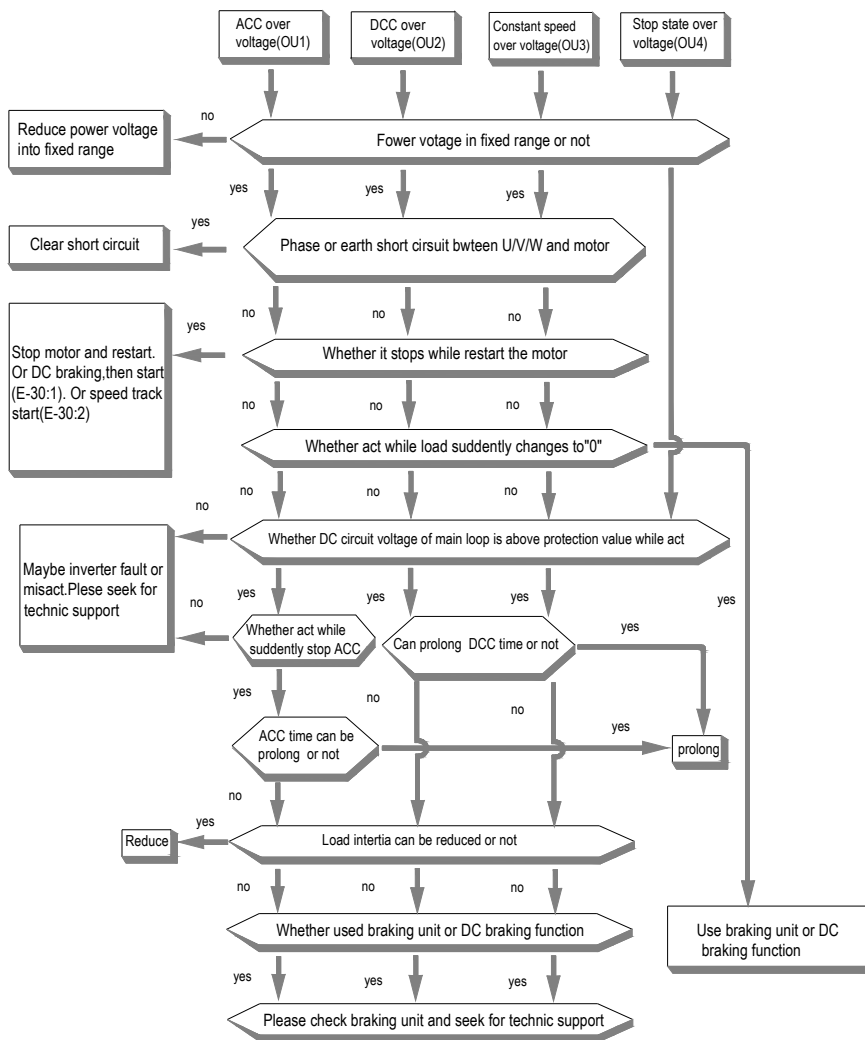 ACC over
voltage(OU1)
DCC over
voltage(OU2)
Constant speed
over voltage(OU3)
Stop state over
voltage(OU4)
Reduce power voltage
into fixed range
no
Fower votage in fixed range or not
yes
yes
yes
yes
Clear short circuit
Phase or earth short circuit bwteen U/V/W and motor
no
no
no
yes
Stop motor and restart.
Or DC braking,then start
(E-30:1). Or speed track
start(E-30:2)
Whether it stops while restart the motor
no
no
no
Whether act while load suddently changes to"0"
no
no
no
no
Whether DC circuit voltage of main loop is above protection value while act
Maybe inverter fault or
misact.Plese seek for
technic support
yes
yes
yes
yes
no
Whether act while
suddently stop ACC
Can prolong DCC time or not
yes
yes
no
no
ACC time can be
prolong or not
yes
prolong
no
yes
Reduce
Load intertia can be reduced or not
no
no
no
Whether used braking unit or DC braking function
Use braking unit or DC
braking function
yes
yes
yes
Please check braking unit and seek for technic support